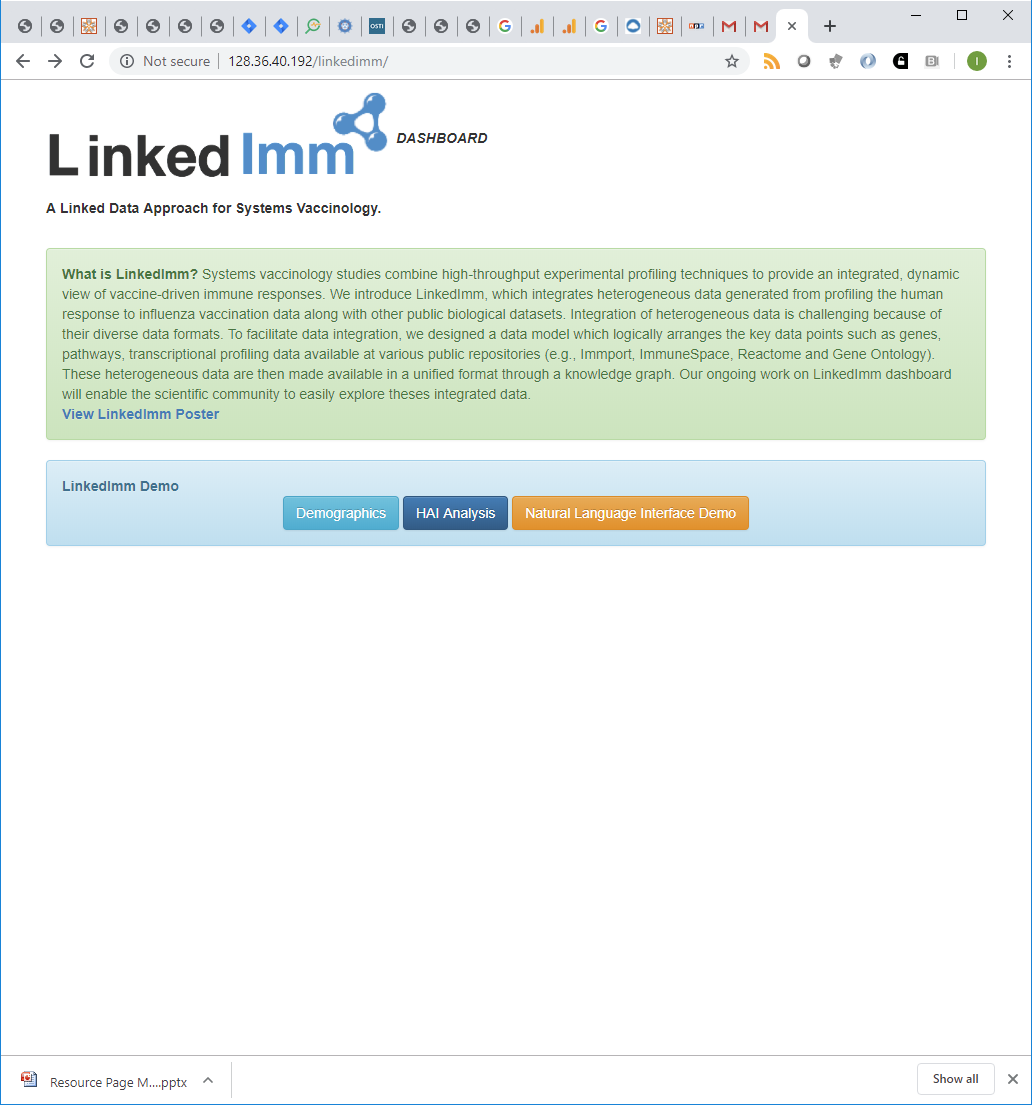 OSTI
npr
Not secure
128.36.40.192/linkedimm/
I
Linked Imm
DASHBOARD
A Linked Data Approach for Systems Vaccinology.
What is LinkedImm? Systems vaccinology studies combine high-throughput experimental profiling techniques to provide an integrated, dynamic
view of vaccine-driven immune responses. We introduce LinkedImm, which integrates heterogeneous data generated from profiling the human
response to influenza vaccination data along with other public biological datasets. Integration of heterogeneous data is challenging because of
their diverse data formats. To facilitate data integration, we designed a data model which logically arranges the key data points such as genes,
pathways, transcriptional profiling data available at various public repositories (e.g., Immport, ImmuneSpace, Reactome and Gene Ontology).
These heterogeneous data are then made available in a unified format through a knowledge graph. Our ongoing work on LinkedImm dashboard
will enable the scientific community to easily explore theses integrated data.
View LinkedImm Poster
LinkedImm Demo
Demographics
HAI Analysis
Natural Language Interface Demo
Resource Page M....pptx
Show all